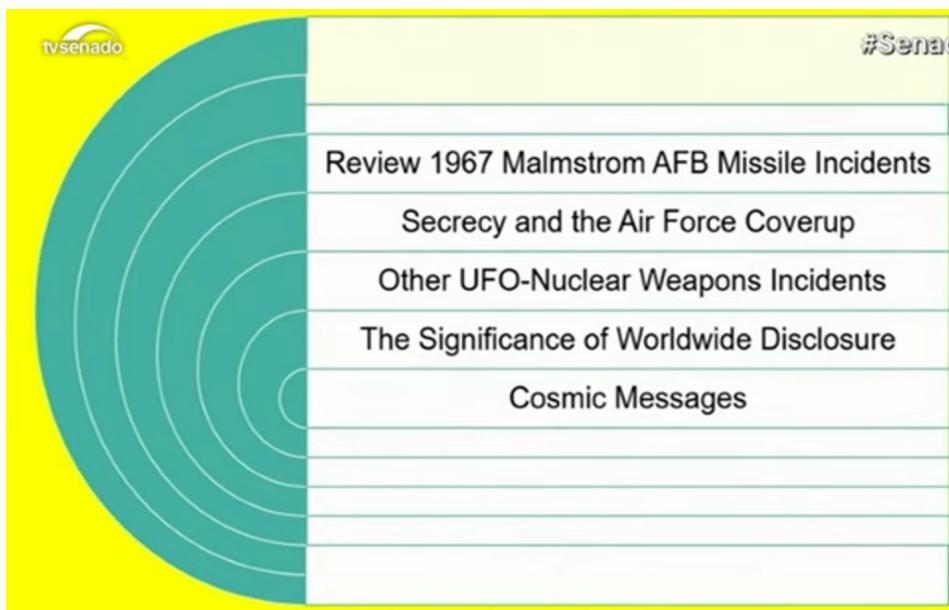 tvsenado
#Senad
Review 1967 Malmstrom AFB Missile Incidents
Secrecy and the Air Force Coverup
Other UFO-Nuclear Weapons Incidents
The Significance of Worldwide Disclosure
Cosmic Messages